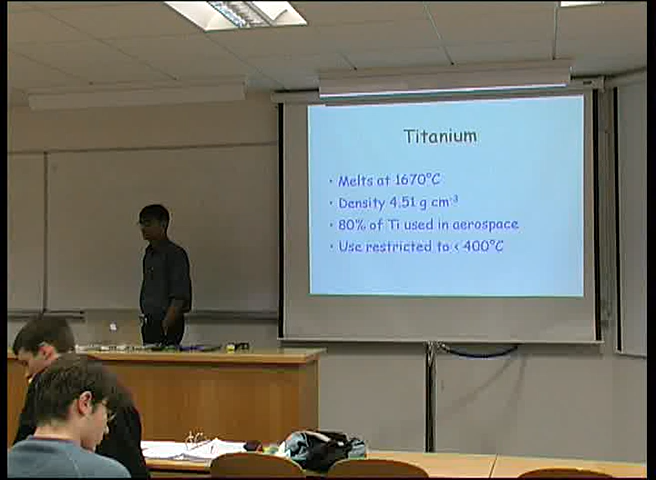 Titanium
• Melts at 1670°C
• Density 4.51 g cm⁻³
• 80% of Ti used in aerospace
• Use restricted to < 400°C